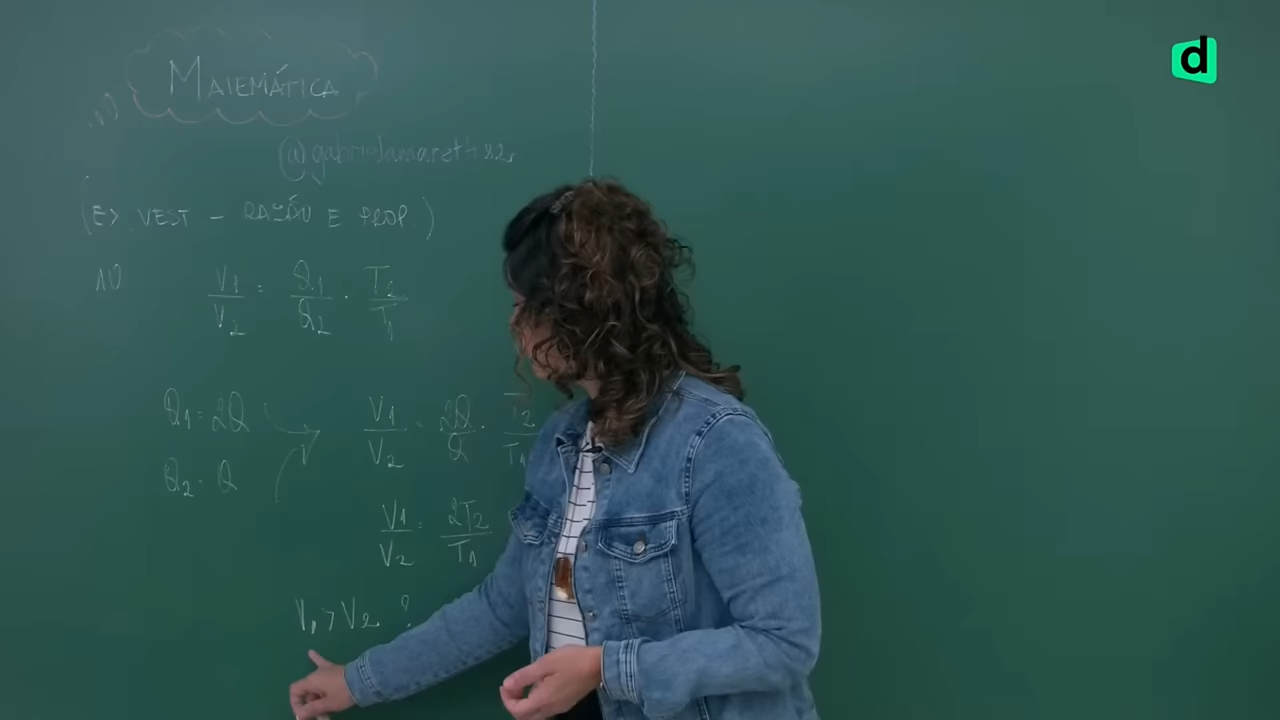 MATEMÁTICA
@gabrielamarett22
(EX. VEST - RAZÃO E PROP.)
10 V1/V2 = Q1/Q2 . T2/T1
Q1 = 2Q
Q2 = Q
V1/V2 = 2Q/Q . T2/T1
V1/V2 = 2T2/T1
V1 > V2 ?
d